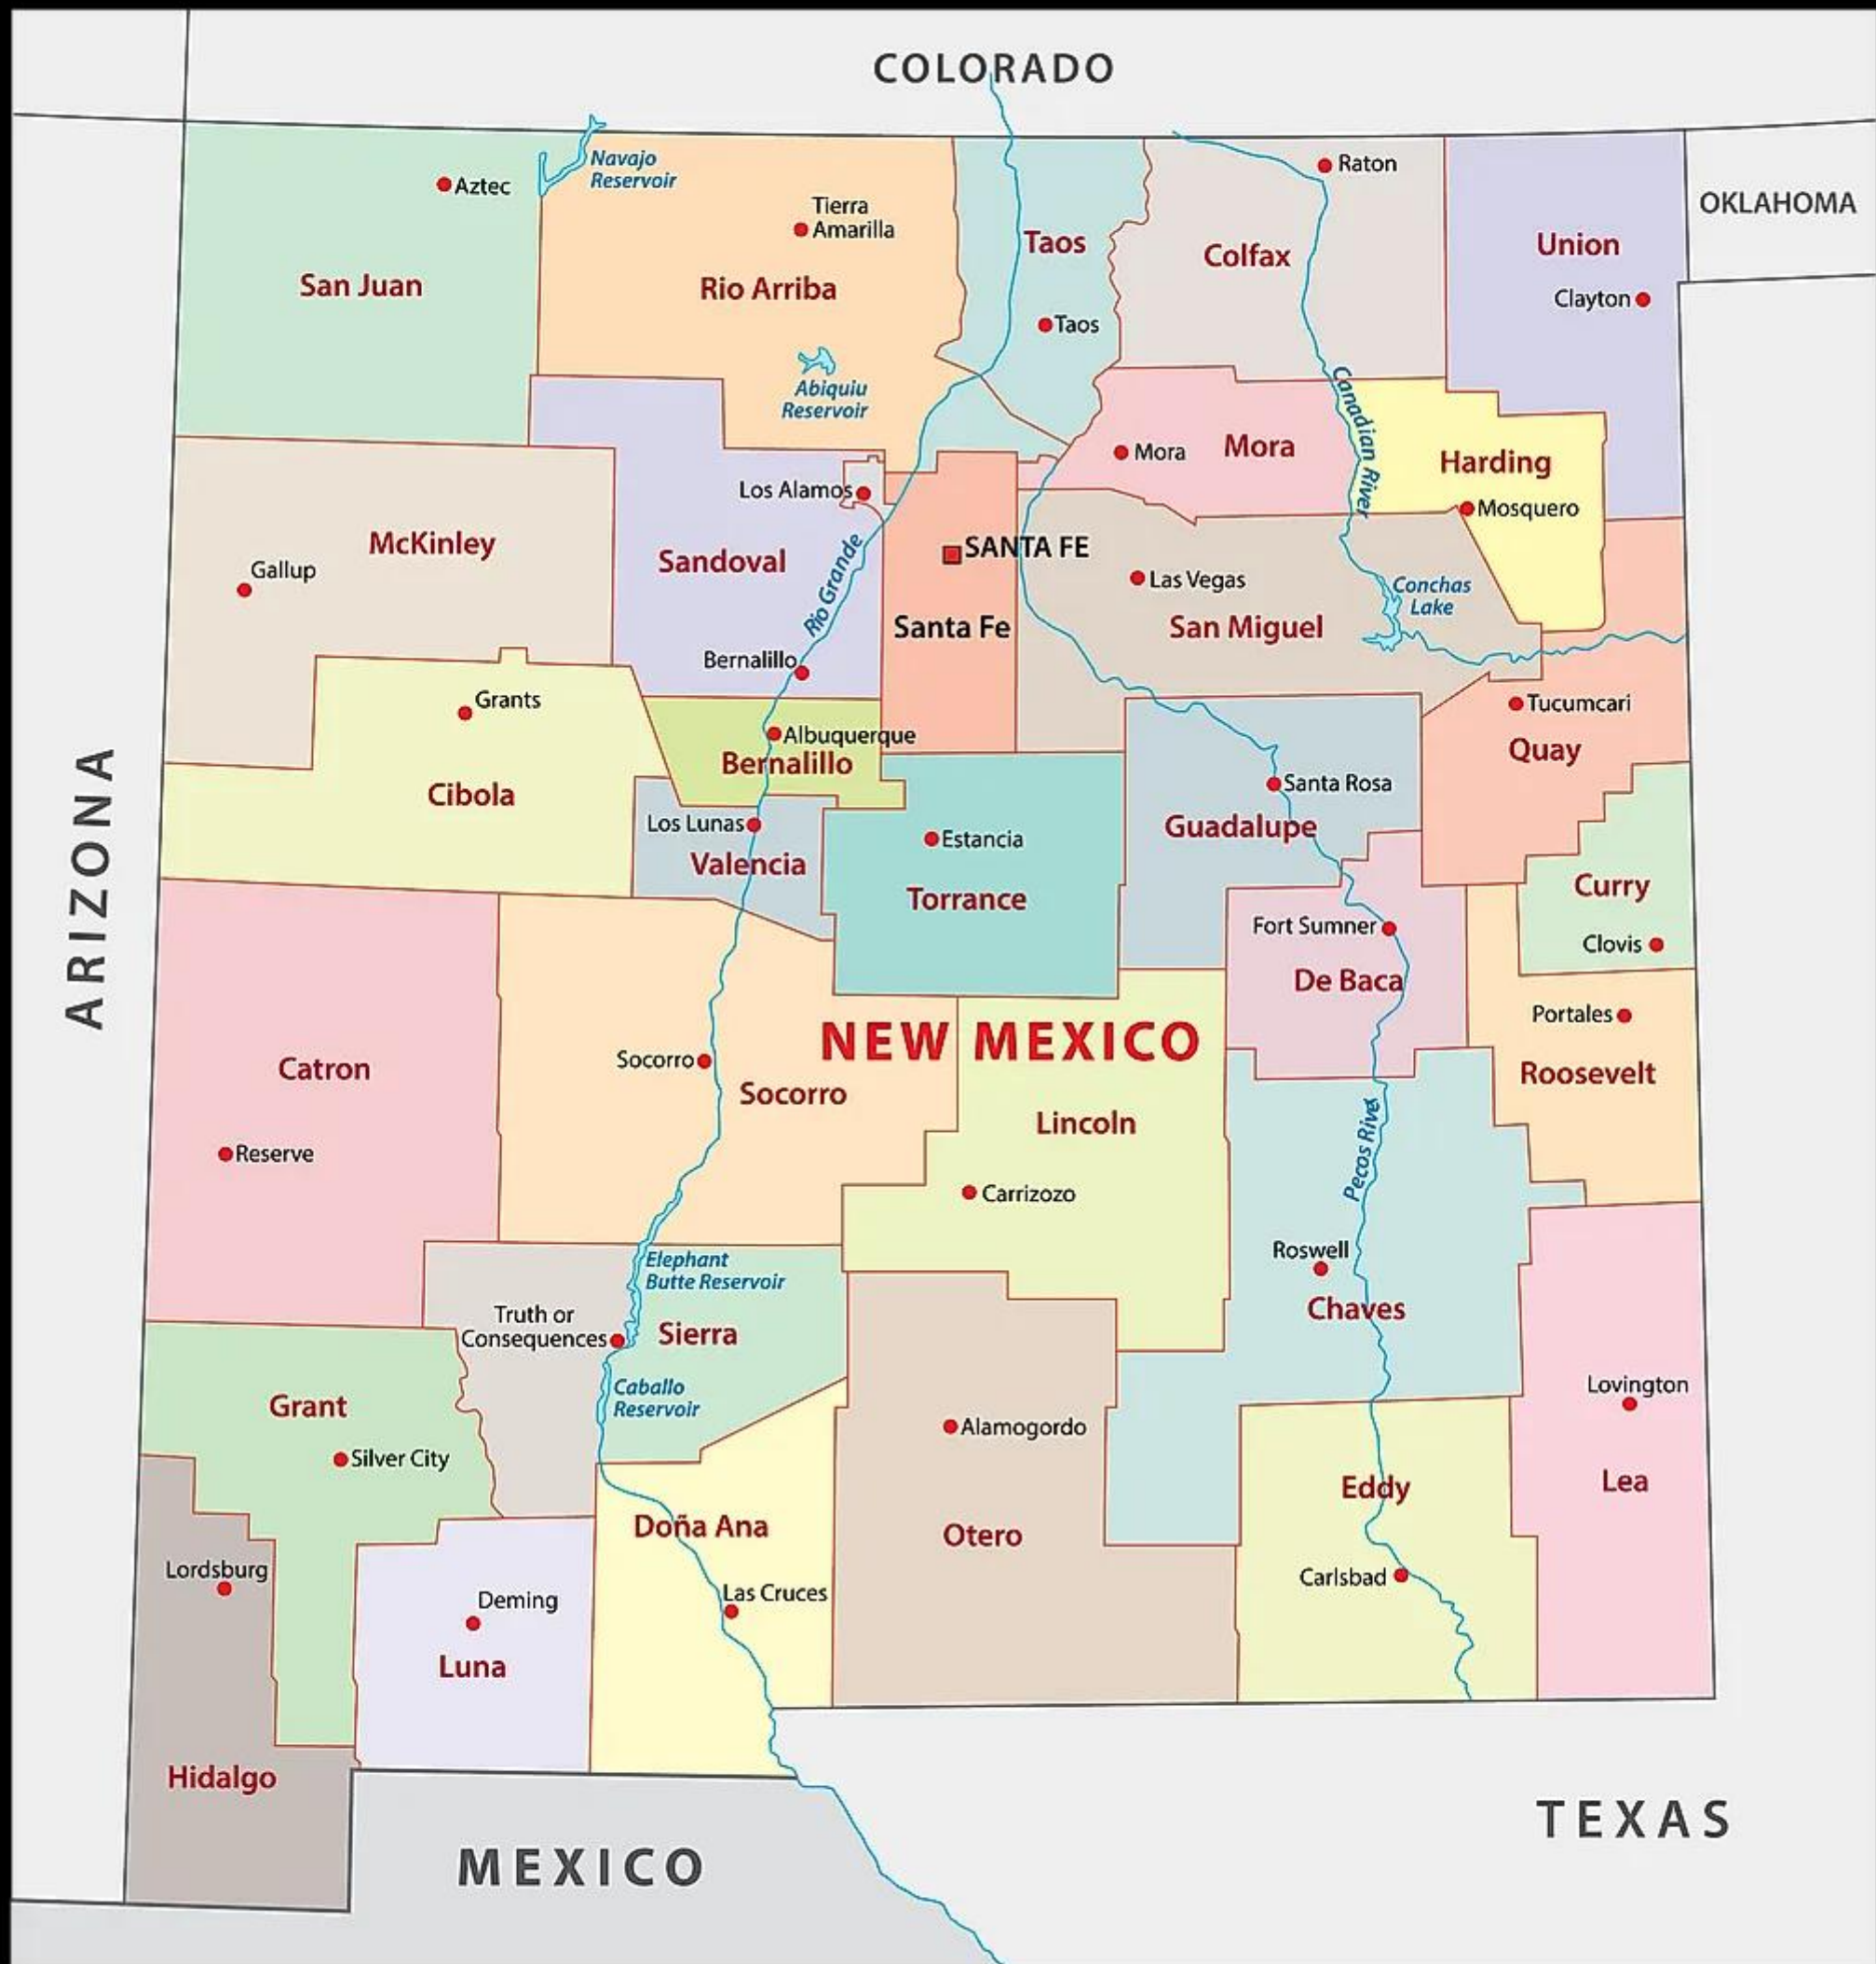 COLORADO
Navajo
Reservoir
Raton
Aztec
OKLAHOMA
Tierra
Amarilla
Taos
Union
Colfax
San Juan
Rio Arriba
Clayton
Taos
Abiquiu
Reservoir
Canadian River
Mora
Mora
Harding
Los Alamos
Mosquero
McKinley
SANTA FE
Sandoval
Rio Grande
Gallup
Las Vegas
Conchas
Lake
Santa Fe
San Miguel
Bernalillo
Grants
Tucumcari
Albuquerque
Quay
Bernalillo
Santa Rosa
Cibola
Los Lunas
Guadalupe
Estancia
Valencia
ARIZONA
Torrance
Curry
Fort Sumner
Clovis
De Baca
Portales
NEW MEXICO
Socorro
Catron
Roosevelt
Socorro
Lincoln
Pecos River
Reserve
Carrizozo
Elephant
Butte Reservoir
Roswell
Truth or
Consequences
Sierra
Chaves
Caballo
Reservoir
Lovington
Grant
Alamogordo
Silver City
Eddy
Lea
Doña Ana
Otero
Lordsburg
Carlsbad
Deming
Las Cruces
Luna
Hidalgo
TEXAS
MEXICO